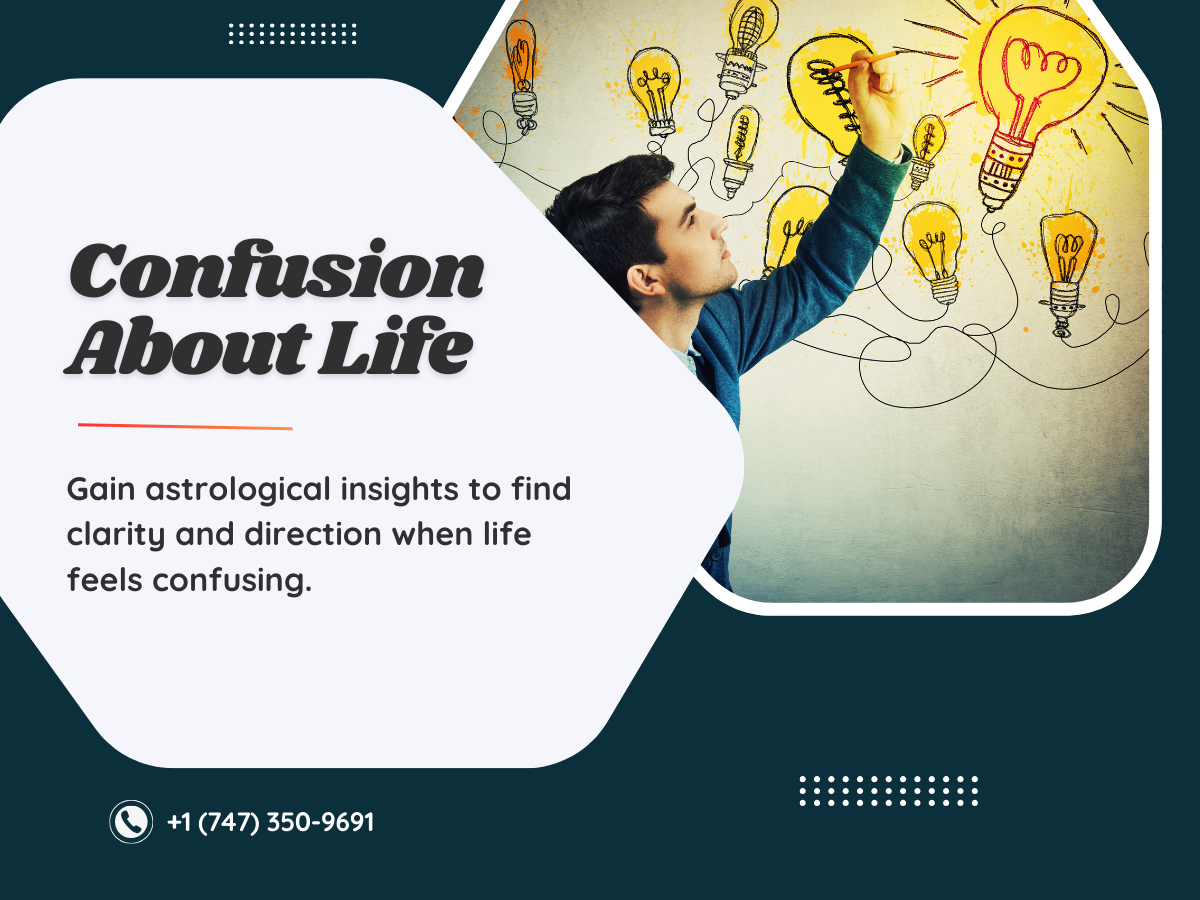 Confusion
About Life
Gain astrological insights to find
clarity and direction when life
feels confusing.
+1 (747) 350-9691